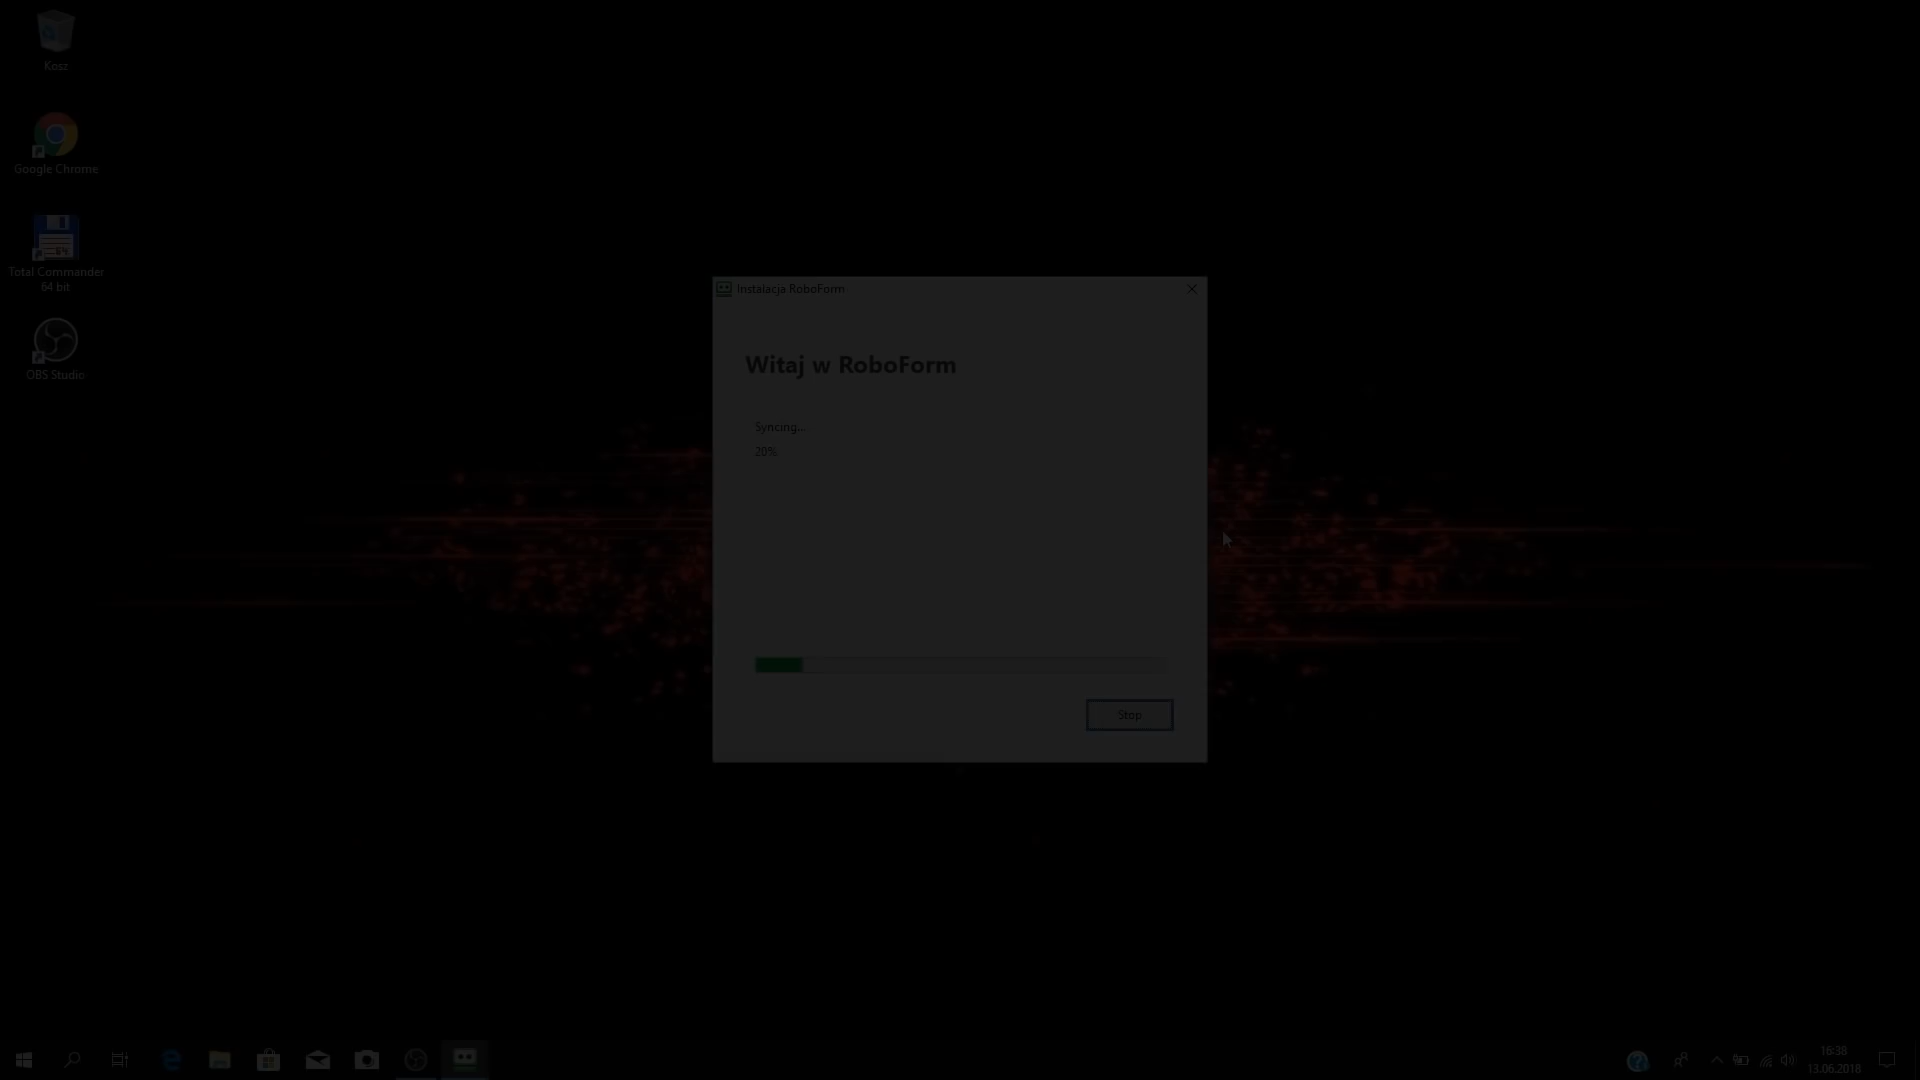 Kosz
Google Chrome
Total Commander
64 bit
OBS Studio
Instalacja RoboForm
Witaj w RoboForm
Syncing...
20%
Stop
16:38
13.06.2018